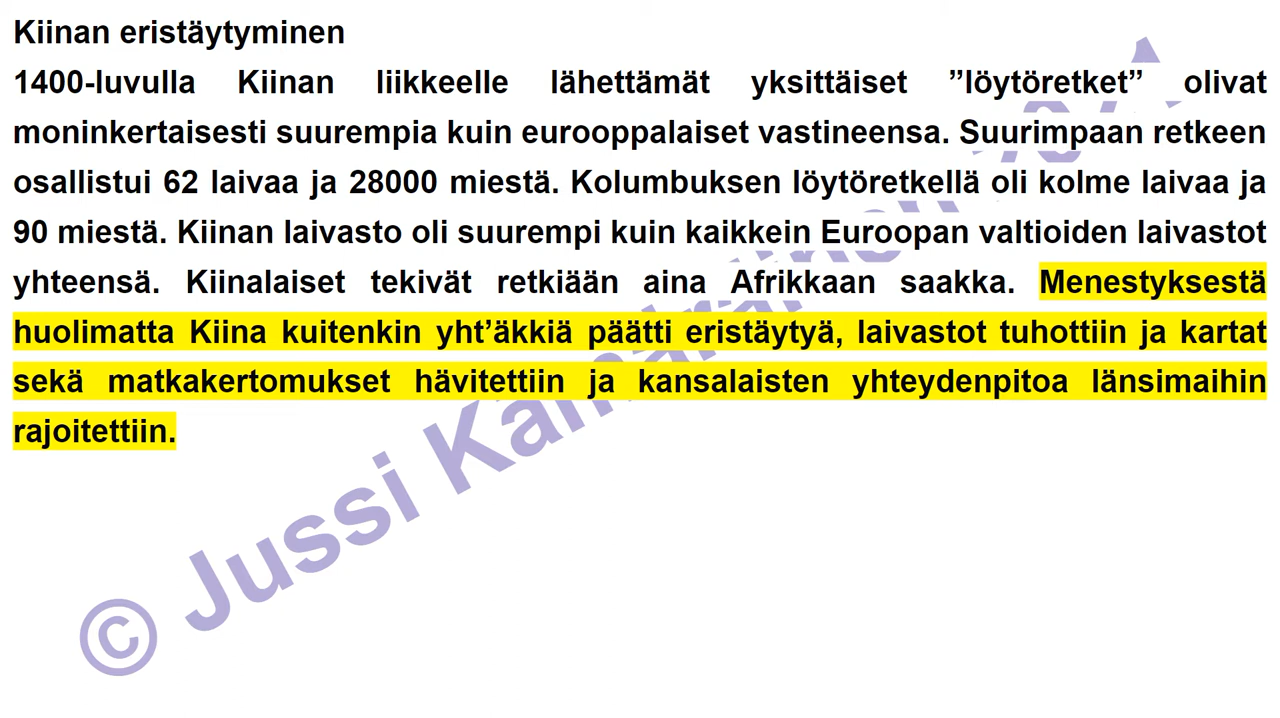 Kiinan eristäytyminen
1400-luvulla Kiinan liikkeelle lähettämät yksittäiset ”löytöretket” olivat
moninkertaisesti suurempia kuin eurooppalaiset vastineensa. Suurimpaan retkeen
osallistui 62 laivaa ja 28000 miestä. Kolumbuksen löytöretkellä oli kolme laivaa ja
90 miestä. Kiinan laivasto oli suurempi kuin kaikkein Euroopan valtioiden laivastot
yhteensä. Kiinalaiset tekivät retkiään aina Afrikkaan saakka. Menestyksestä
huolimatta Kiina kuitenkin yht’äkkiä päätti eristäytyä, laivastot tuhottiin ja kartat
sekä matkakertomukset hävitettiin ja kansalaisten yhteydenpitoa länsimaihin
rajoitettiin.
© Jussi